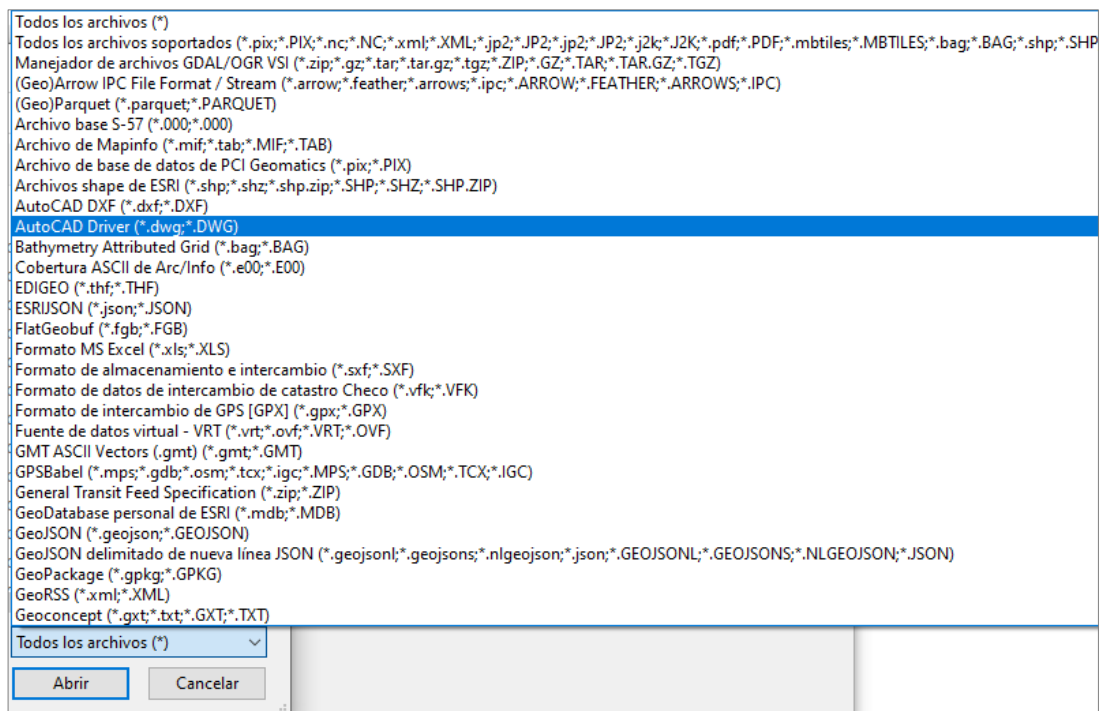 Todos los archivos (*)
Todos los archivos soportados (*.pix;*.PIX;*.nc;*.NC;*.xml;*.XML;*.jp2;*.JP2;*.jp2;*.JP2;*.j2k;*.J2K;*.pdf;*.PDF;*.mbtiles;*.MBTILES;*.bag;*.BAG;*.shp;*.SHP
Manejador de archivos GDAL/OGR VSI (*.zip;*.gz;*.tar;*.tar.gz;*.tgz;*.ZIP;*.GZ;*.TAR;*.TAR.GZ;*.TGZ)
(Geo)Arrow IPC File Format / Stream (*.arrow;*.feather;*.arrows;*.ipc;*.ARROW;*.FEATHER;*.ARROWS;*.IPC)
(Geo)Parquet (*.parquet;*.PARQUET)
Archivo base S-57 (*.000;*.000)
Archivo de Mapinfo (*.mif;*.tab;*.MIF;*.TAB)
Archivo de base de datos de PCI Geomatics (*.pix;*.PIX)
Archivos shape de ESRI (*.shp;*.shz;*.shp.zip;*.SHP;*.SHZ;*.SHP.ZIP)
AutoCAD DXF (*.dxf;*.DXF)
AutoCAD Driver (*.dwg;*.DWG)
Bathymetry Attributed Grid (*.bag;*.BAG)
Cobertura ASCII de Arc/Info (*.e00;*.E00)
EDIGEO (*.thf;*.THF)
ESRIJSON (*.json;*.JSON)
FlatGeobuf (*.fgb;*.FGB)
Formato MS Excel (*.xls;*.XLS)
Formato de almacenamiento e intercambio (*.sxf;*.SXF)
Formato de datos de intercambio de catastro Checo (*.vfk;*.VFK)
Formato de intercambio de GPS [GPX] (*.gpx;*.GPX)
Fuente de datos virtual - VRT (*.vrt;*.ovf;*.VRT;*.OVF)
GMT ASCII Vectors (.gmt) (*.gmt;*.GMT)
GPSBabel (*.mps;*.gdb;*.osm;*.tcx;*.igc;*.MPS;*.GDB;*.OSM;*.TCX;*.IGC)
General Transit Feed Specification (*.zip;*.ZIP)
GeoDatabase personal de ESRI (*.mdb;*.MDB)
GeoJSON (*.geojson;*.GEOJSON)
GeoJSON delimitado de nueva línea JSON (*.geojsonl;*.geojsons;*.nlgeojson;*.json;*.GEOJSONL;*.GEOJSONS;*.NLGEOJSON;*.JSON)
GeoPackage (*.gpkg;*.GPKG)
GeoRSS (*.xml;*.XML)
Geoconcept (*.gxt;*.txt;*.GXT;*.TXT)
Todos los archivos (*)
Abrir Cancelar